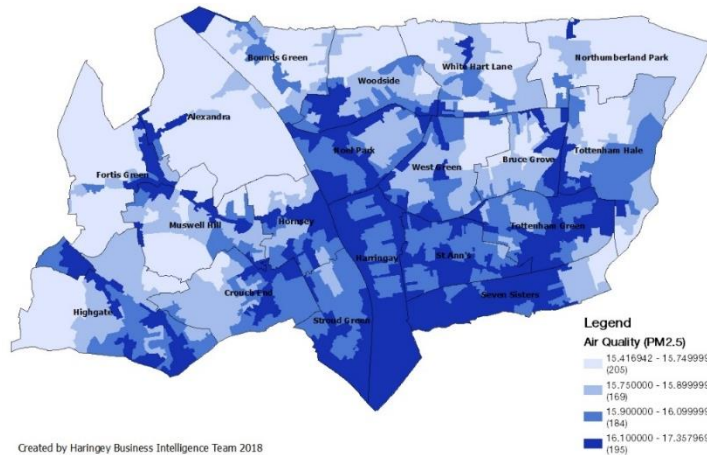 Bounds Green
White Hart Lane
Northumberland Park
Woodside
Alexandra
Noel Park
Tottenham Hale
Bruce Grove
West Green
Fortis Green
Muswell Hill
Hornsey
Tottenham Green
Harringay
St Ann's
Crouch End
Seven Sisters
Highgate
Stroud Green
Legend
Air Quality (PM2.5)
15.416942 - 15.749999
(205)
15.750000 - 15.899999
(169)
15.900000 - 16.099999
(184)
16.100000 - 17.357969
(195)
Created by Haringey Business Intelligence Team 2018